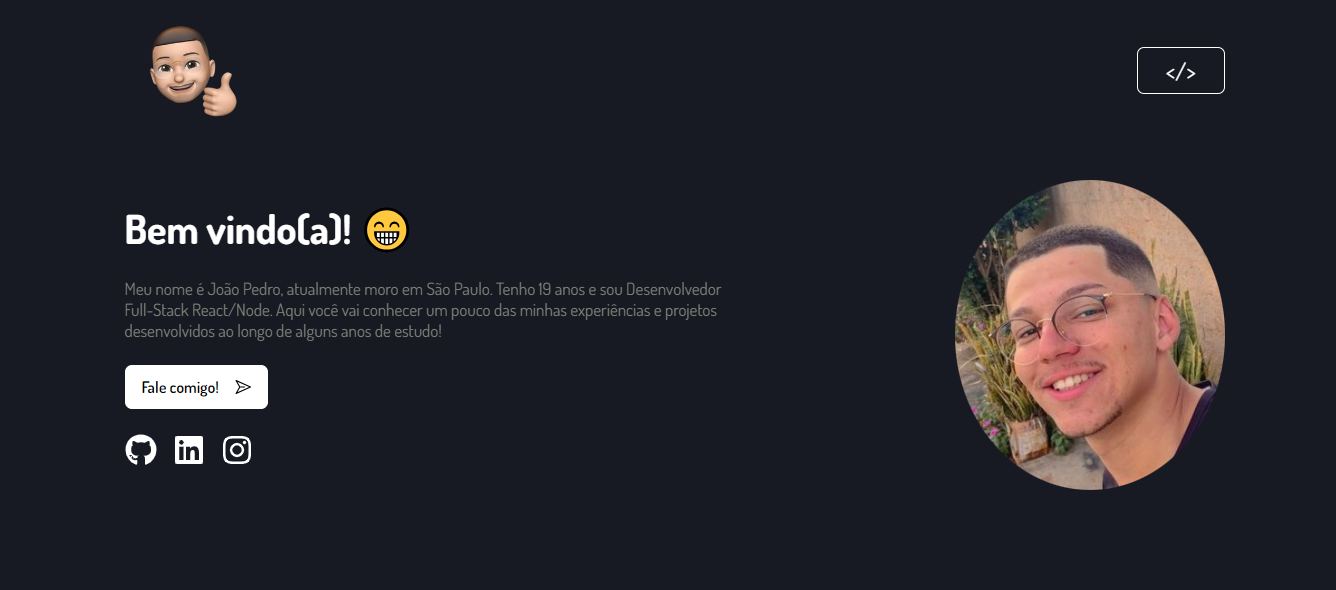 </>
Bem vindo(a)!
Meu nome é João Pedro, atualmente moro em São Paulo. Tenho 19 anos e sou Desenvolvedor
Full-Stack React/Node. Aqui você vai conhecer um pouco das minhas experiências e projetos
desenvolvidos ao longo de alguns anos de estudo!
Fale comigo!
in